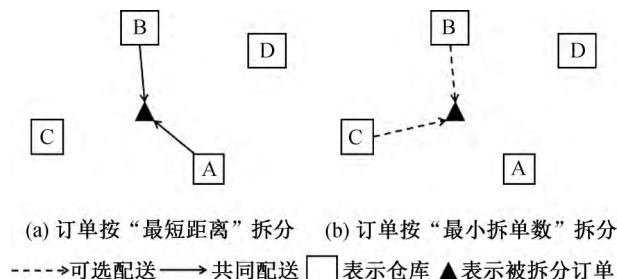 B
D
C
A
B
D
C
A
(a) 订单按“最短距离”拆分
(b) 订单按“最小拆单数”拆分
可选配送 共同配送 表示仓库 表示被拆分订单